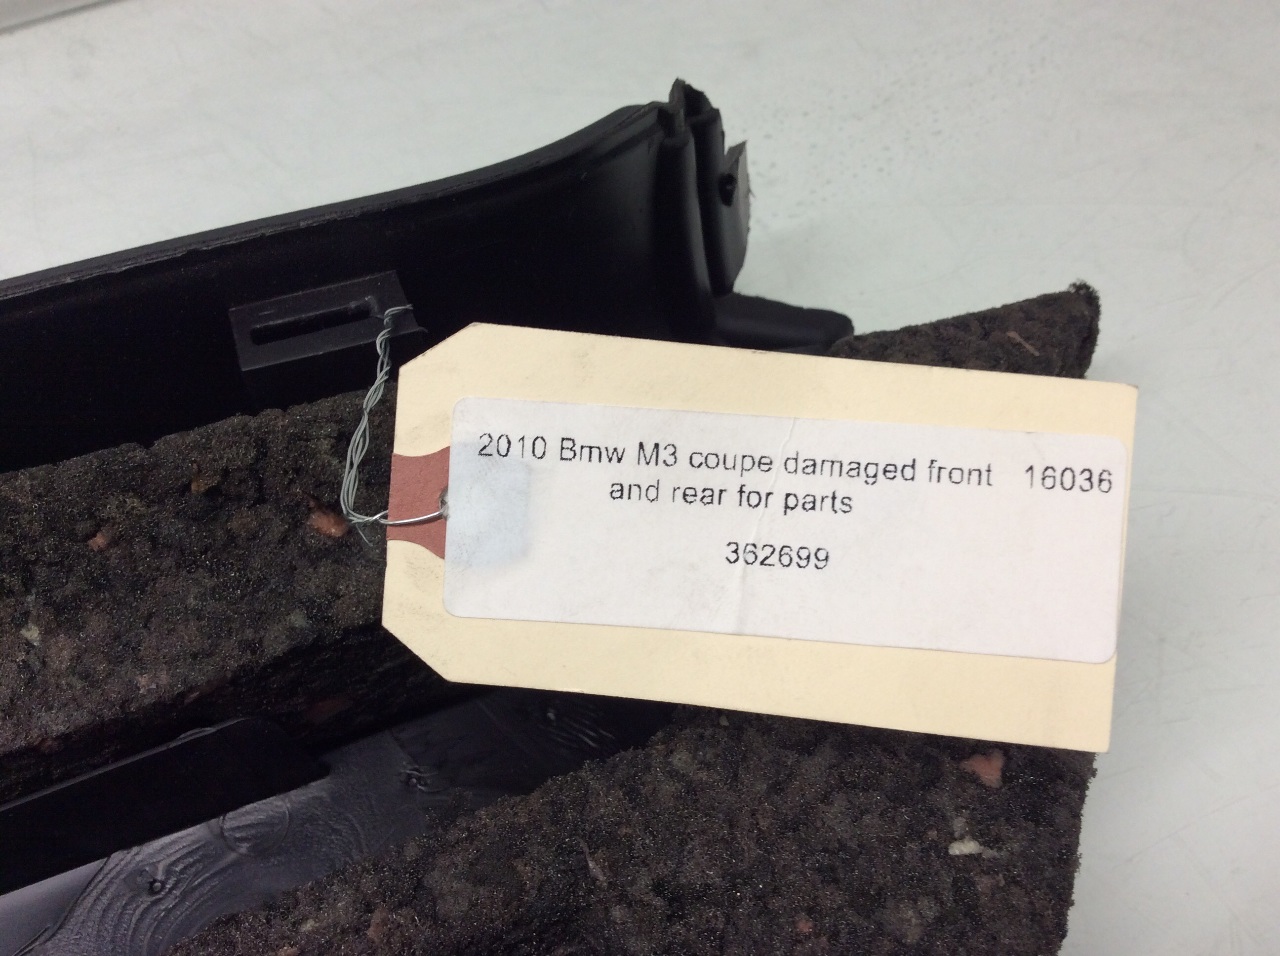 2010 Bmw M3 coupe damaged front 16036
and rear for parts
362699